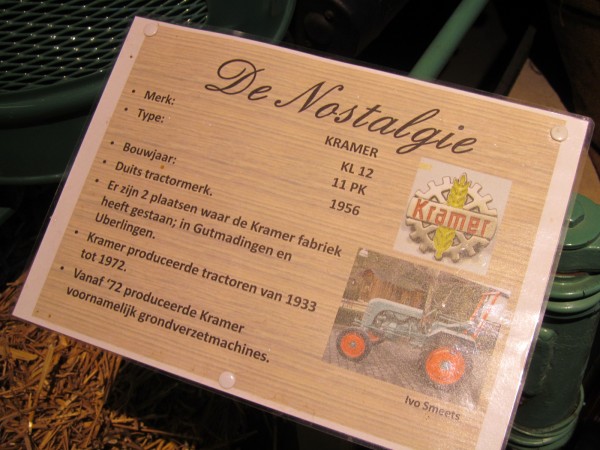 De Nostalgie
• Merk: KRAMER
• Type: KL 12
11 PK
• Bouwjaar: 1956
• Duits tractormerk.
• Er zijn 2 plaatsen waar de Kramer fabriek
heeft gestaan; in Gutmadingen en
Uberlingen.
• Kramer produceerde tractoren van 1933
tot 1972.
• Vanaf '72 produceerde Kramer
voornamelijk grondverzetmachines.
Kramer
Ivo Smeets